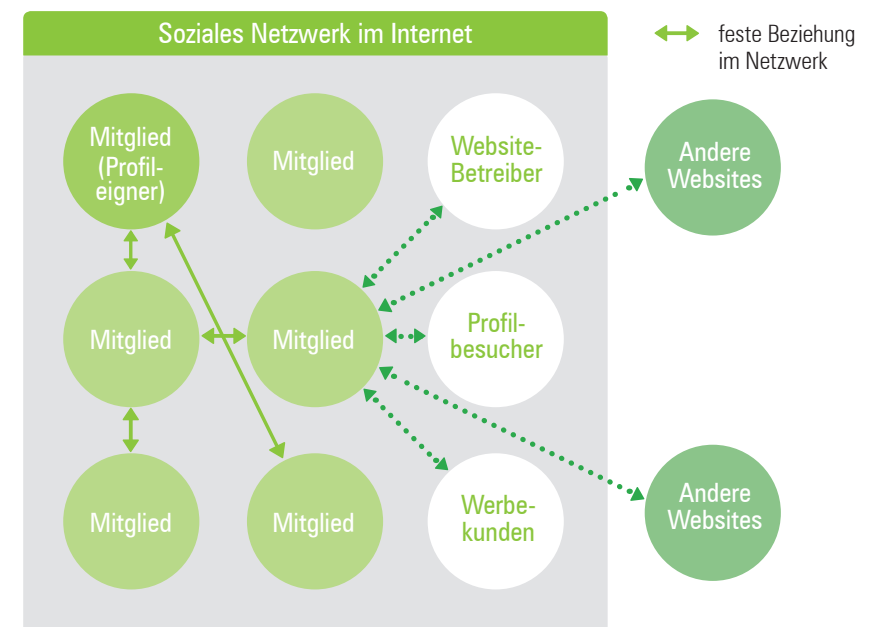 Soziales Netzwerk im Internet
feste Beziehung
im Netzwerk
Mitglied
(Profil-
eigner)
Mitglied
Website-
Betreiber
Andere
Websites
Mitglied
Mitglied
Profil-
besucher
Mitglied
Mitglied
Werbe-
kunden
Andere
Websites